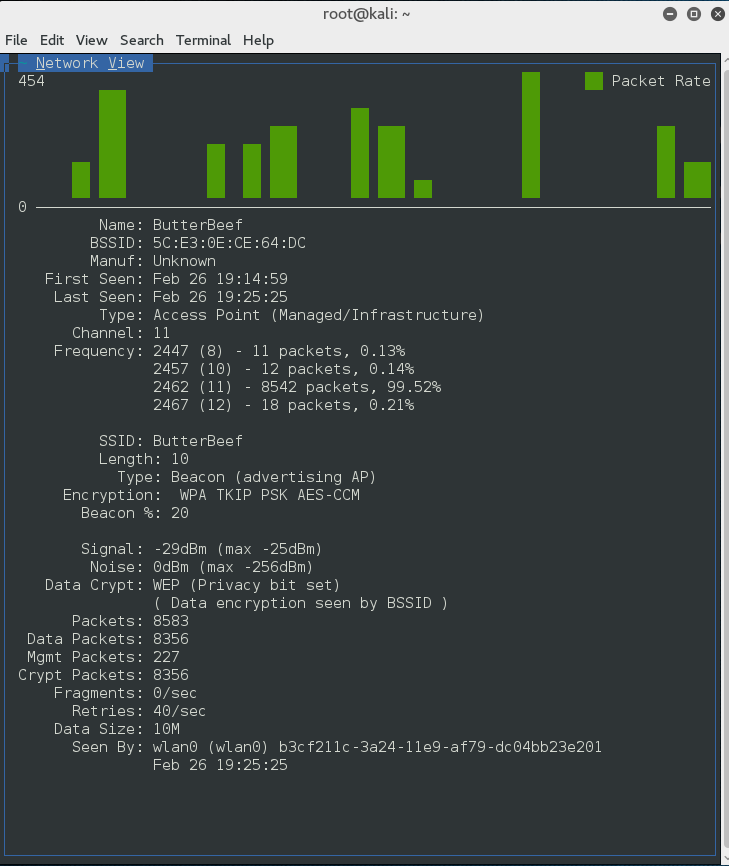 root@kali: ~
File Edit View Search Terminal Help
Network View
454
Packet Rate
0
Name: ButterBeef
BSSID: 5C:E3:0E:CE:64:DC
Manuf: Unknown
First Seen: Feb 26 19:14:59
Last Seen: Feb 26 19:25:25
Type: Access Point (Managed/Infrastructure)
Channel: 11
Frequency: 2447 (8) - 11 packets, 0.13%
2457 (10) - 12 packets, 0.14%
2462 (11) - 8542 packets, 99.52%
2467 (12) - 18 packets, 0.21%
SSID: ButterBeef
Length: 10
Type: Beacon (advertising AP)
Encryption: WPA TKIP PSK AES-CCM
Beacon %: 20
Signal: -29dBm (max -25dBm)
Noise: 0dBm (max -256dBm)
Data Crypt: WEP (Privacy bit set)
( Data encryption seen by BSSID )
Packets: 8583
Data Packets: 8356
Mgmt Packets: 227
Crypt Packets: 8356
Fragments: 0/sec
Retries: 40/sec
Data Size: 10M
Seen By: wlan0 (wlan0) b3cf211c-3a24-11e9-af79-dc04bb23e201
Feb 26 19:25:25